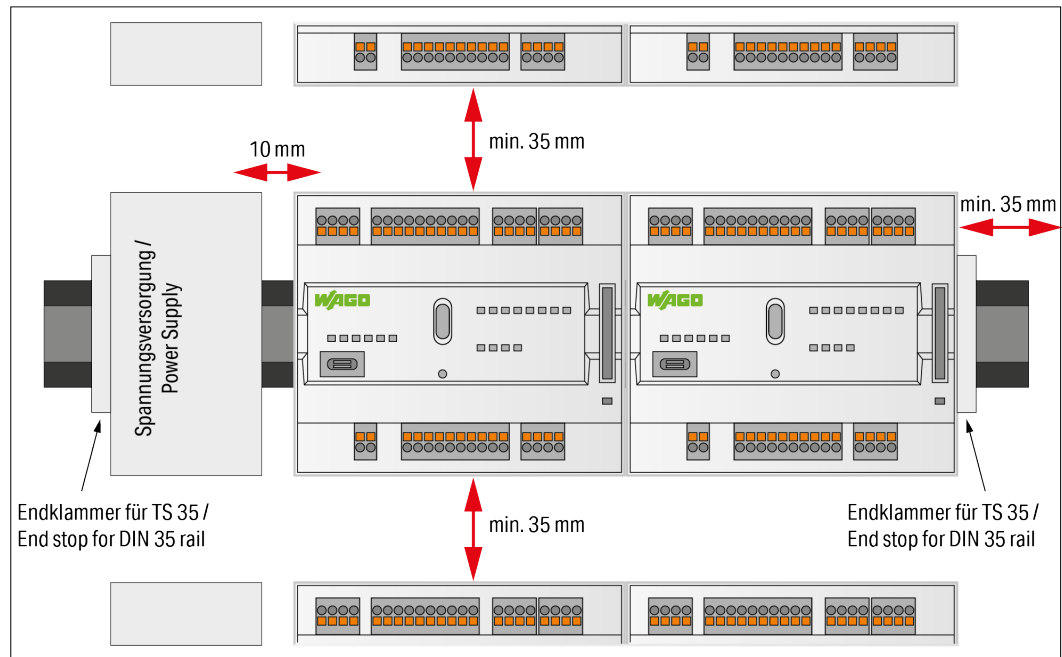 min. 35 mm
10 mm
min. 35 mm
Spannungsversorgung /
Power Supply
WAGO
WAGO
Endklammer für TS 35 /
End stop for DIN 35 rail
min. 35 mm
Endklammer für TS 35 /
End stop for DIN 35 rail